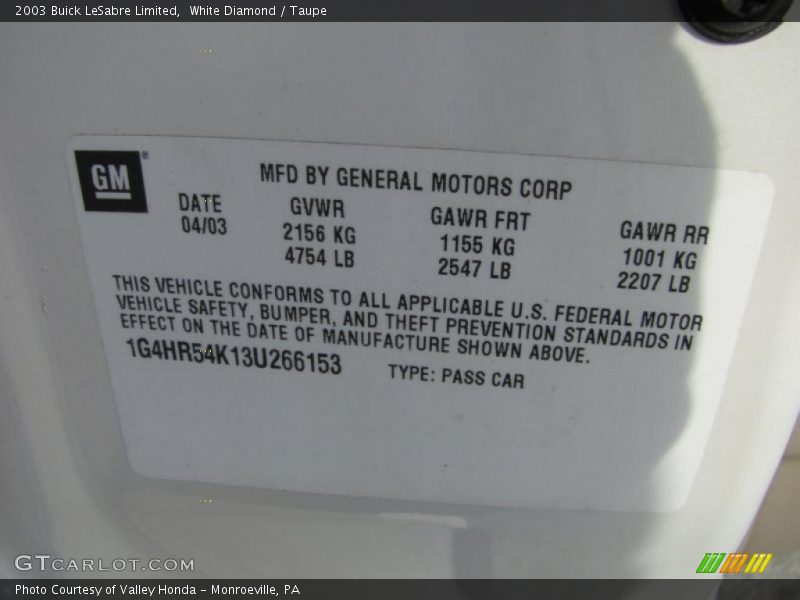 2003 Buick LeSabre Limited, White Diamond / Taupe
GM®
MFD BY GENERAL MOTORS CORP
DATE GVWR GAWR FRT GAWR RR
04/03 2156 KG 1155 KG 1001 KG
4754 LB 2547 LB 2207 LB
THIS VEHICLE CONFORMS TO ALL APPLICABLE U.S. FEDERAL MOTOR
VEHICLE SAFETY, BUMPER, AND THEFT PREVENTION STANDARDS IN
EFFECT ON THE DATE OF MANUFACTURE SHOWN ABOVE.
1G4HR54K13U266153 TYPE: PASS CAR
GTCARLOT.COM
Photo Courtesy of Valley Honda - Monroeville, PA